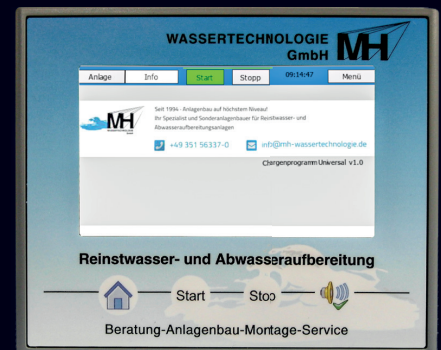 WASSERTECHNOLOGIE
GmbH
MH
Anlage Info Start Stopp 09:14:47 Menü
MH
Seit 1994 - Anlagenbau auf höchstem Niveau!
Ihr Spezialist und Sonderanlagenbauer für Reinstwasser- und
Abwasseraufbereitungsanlagen
+49 351 56337-0 info@mh-wassertechnologie.de
Chargenprogramm Universal v1.0
Reinstwasser- und Abwasseraufbereitung
Start Stop
Beratung-Anlagenbau-Montage-Service